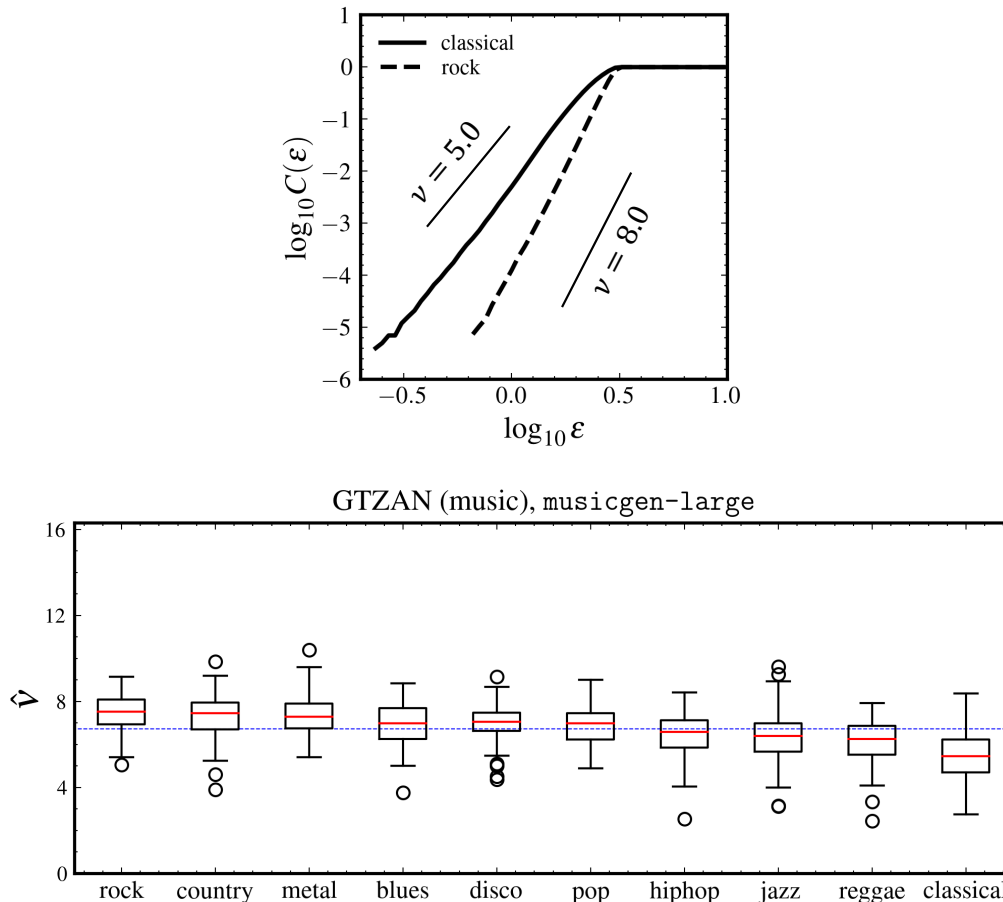 1
0
−1
−2
−3
−4
−5
−6
log₁₀C(ε)
classical
rock
ν = 5.0
ν = 8.0
−0.5 0.0 0.5 1.0
log₁₀ε
GTZAN (music), musicgen-large
16
12
8
4
0
ν̂
rock country metal blues disco pop hiphop jazz reggae classical